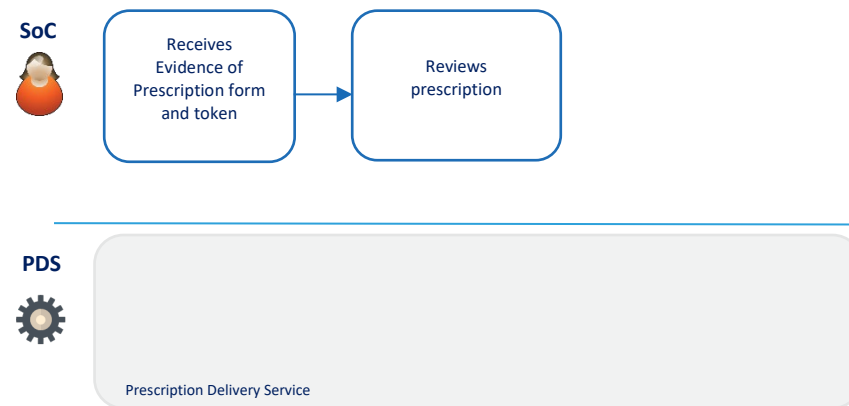 SoC
Receives
Evidence of
Prescription form
and token
Reviews
prescription
PDS
Prescription Delivery Service